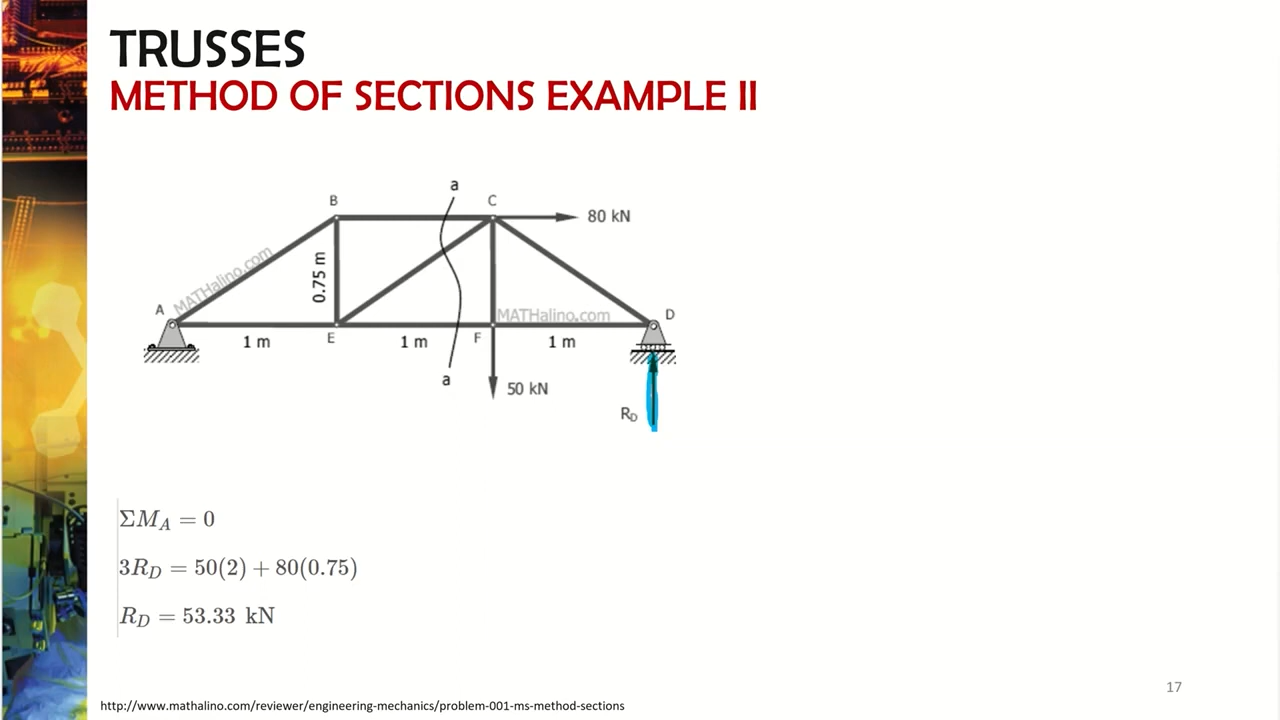 TRUSSES
METHOD OF SECTIONS EXAMPLE II
a
B
C
80 kN
MATHalino.com
0.75 m
A
MATHalino.com
D
1 m
E
1 m
F
1 m
a
50 kN
R_D
ΣM_A = 0
3R_D = 50(2) + 80(0.75)
R_D = 53.33 kN
17
http://www.mathalino.com/reviewer/engineering-mechanics/problem-001-ms-method-sections